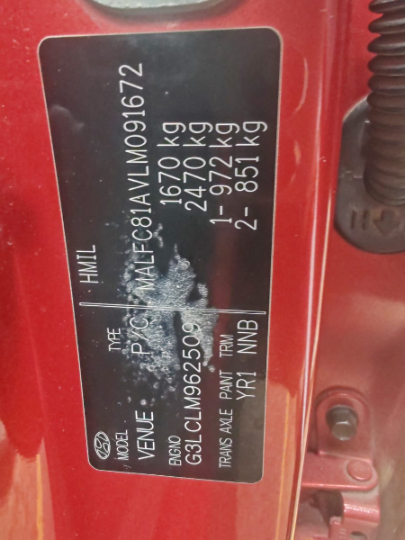 HMIL
MODEL TYPE
VENUE P/C MALFC81AVLM091672
ENGNO 1670 kg
G3LCLM962509 2470 kg
TRANS AXLE PAINT TRIM 1- 972 kg
YR1 NNB 2- 851 kg